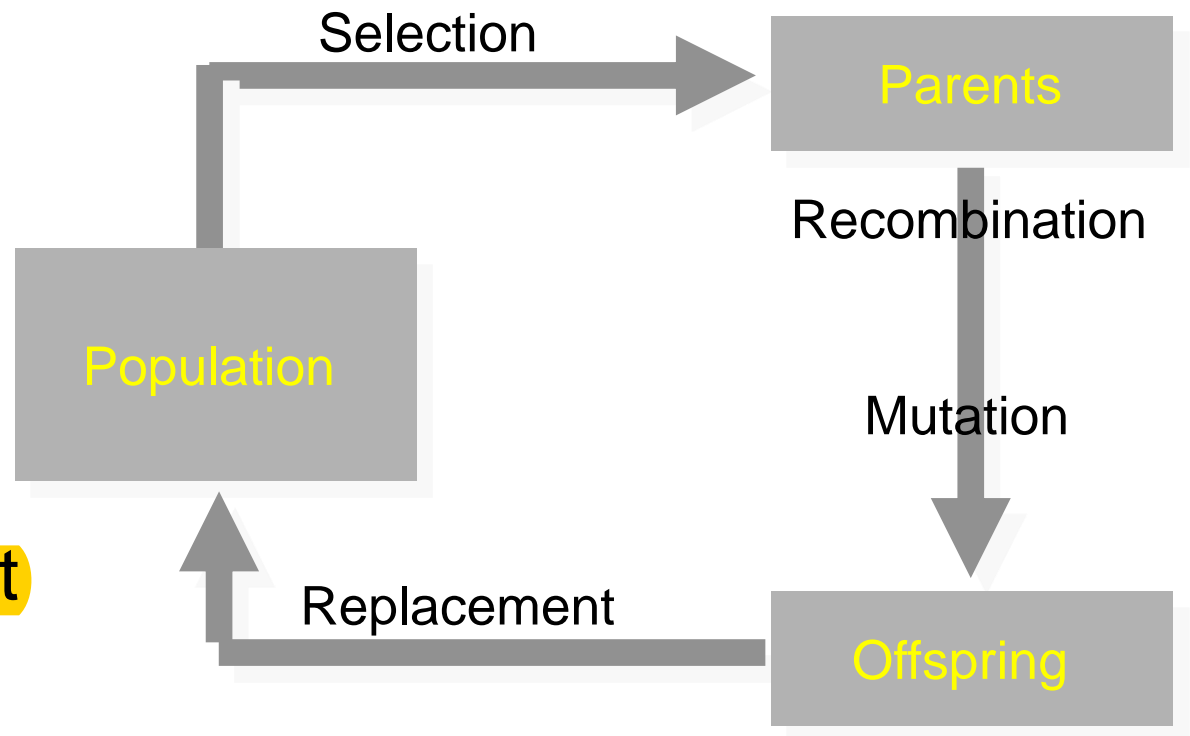 Selection
Parents
Recombination
Population
Mutation
t
Replacement
Offspring